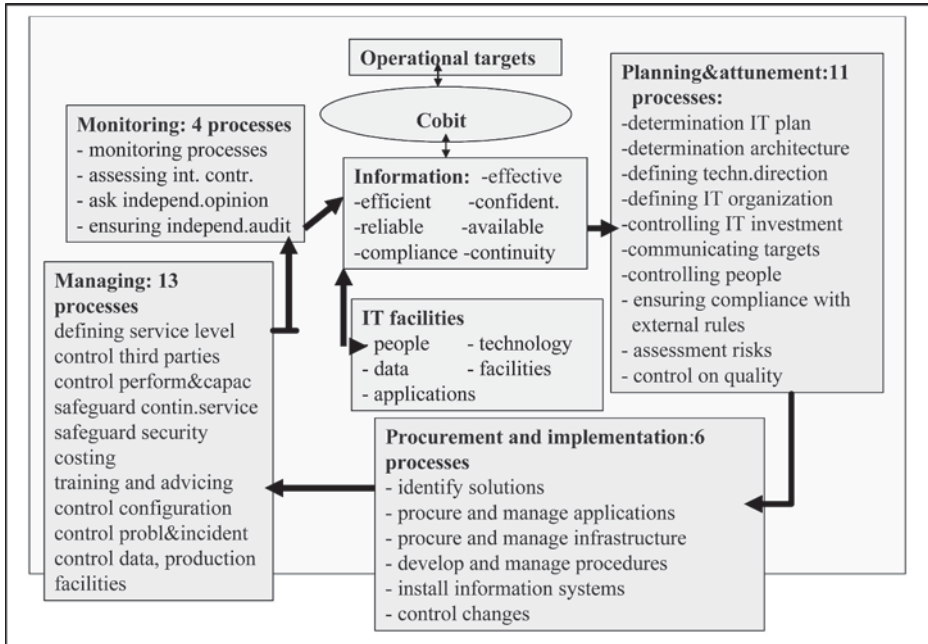 Operational targets
Cobit
Monitoring: 4 processes
- monitoring processes
- assessing int. contr.
- ask independ.opinion
- ensuring independ.audit
Information: -effective
-efficient -confident.
-reliable -available
-compliance -continuity
Planning&attunement:11
processes:
-determination IT plan
-determination architecture
-defining techn.direction
-defining IT organization
-controlling IT investment
-communicating targets
-controlling people
- ensuring compliance with
external rules
- assessment risks
- control on quality
Managing: 13
processes
defining service level
control third parties
control perform&capac
safeguard contin.service
safeguard security
costing
training and advicing
control configuration
control probl&incident
control data, production
facilities
IT facilities
- people - technology
- data - facilities
- applications
Procurement and implementation:6
processes
- identify solutions
- procure and manage applications
- procure and manage infrastructure
- develop and manage procedures
- install information systems
- control changes